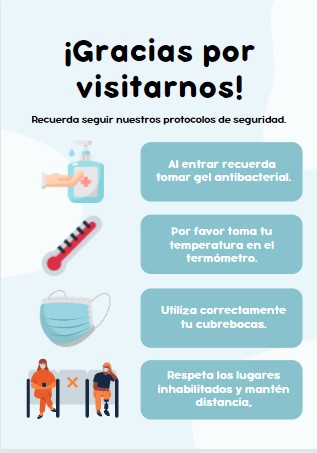 ¡Gracias por
visitarnos!
Recuerda seguir nuestros protocolos de seguridad.
Al entrar recuerda
tomar gel antibacterial.
Por favor toma tu
temperatura en el
termómetro.
Utiliza correctamente
tu cubrebocas.
Respeta los lugares
inhabilitados y mantén
distancia,